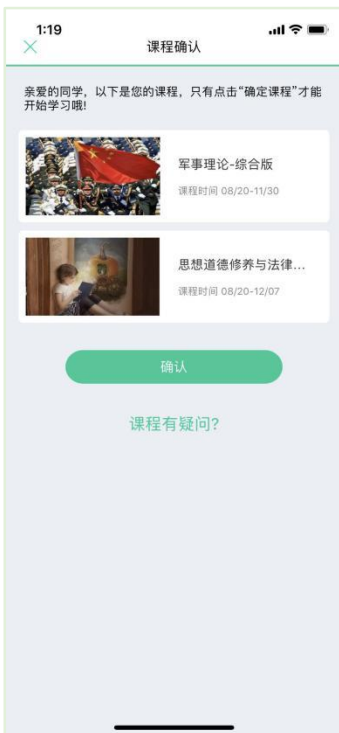 1:19
课程确认
亲爱的同学，以下是您的课程，只有点击“确定课程”才能
开始学习哦!
军事理论-综合版
课程时间 08/20-11/30
思想道德修养与法律...
课程时间 08/20-12/07
确认
课程有疑问?